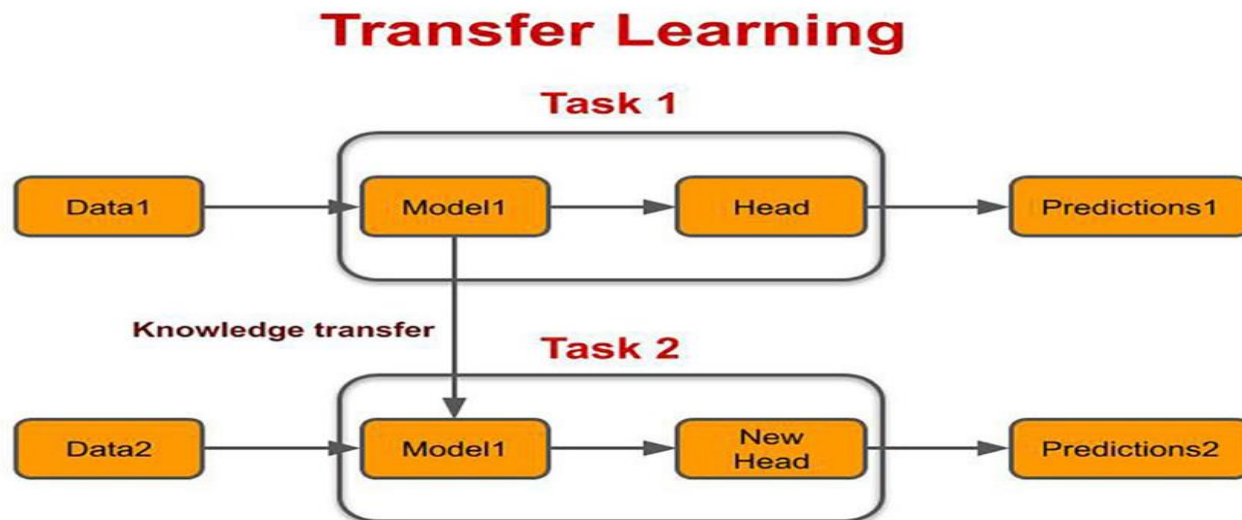 Transfer Learning
Task 1
Data1
Model1
Head
Predictions1
Knowledge transfer
Task 2
Data2
Model1
New
Head
Predictions2